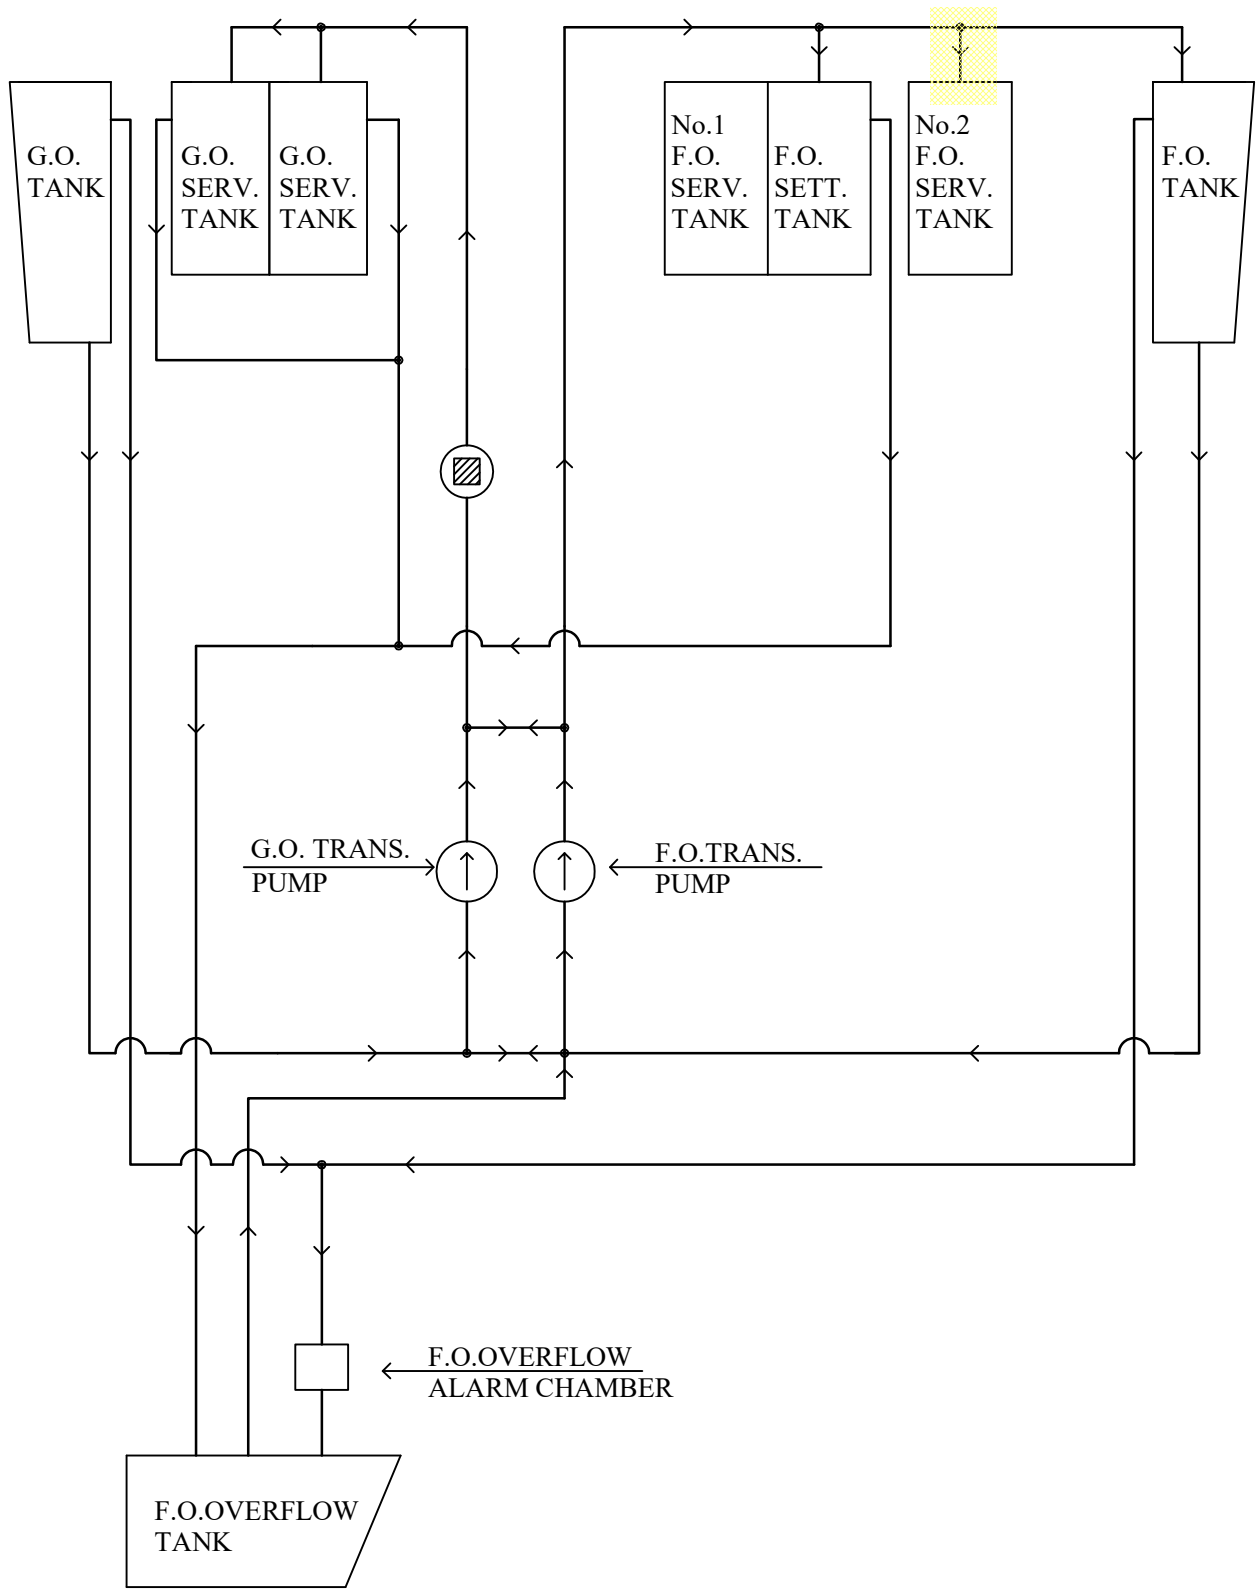 G.O.
TANK
G.O.
SERV.
TANK
G.O.
SERV.
TANK
No.1
F.O.
SERV.
TANK
F.O.
SETT.
TANK
No.2
F.O.
SERV.
TANK
F.O.
TANK
G.O. TRANS.
PUMP
F.O.TRANS.
PUMP
F.O.OVERFLOW
ALARM CHAMBER
F.O.OVERFLOW
TANK